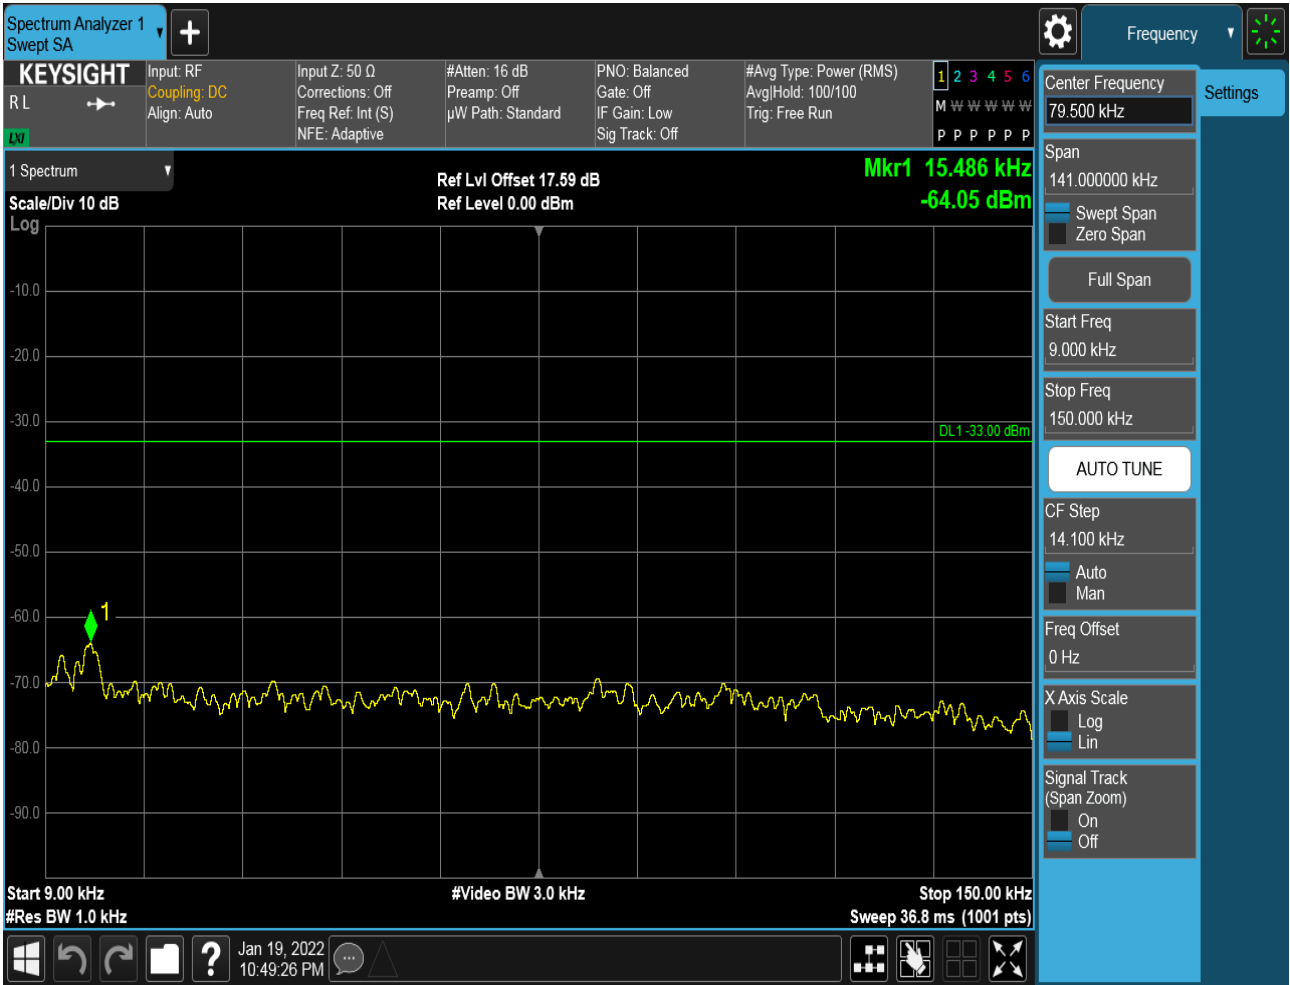 Spectrum Analyzer 1
Swept SA
Frequency
KEYSIGHT
R L
LXI
Input: RF
Coupling: DC
Align: Auto
Input Z: 50 Ω
Corrections: Off
Freq Ref: Int (S)
NFE: Adaptive
#Atten: 16 dB
Preamp: Off
µW Path: Standard
PNO: Balanced
Gate: Off
IF Gain: Low
Sig Track: Off
#Avg Type: Power (RMS)
Avg|Hold: 100/100
Trig: Free Run
1 2 3 4 5 6
M W W W W W
P P P P P P
1 Spectrum
Scale/Div 10 dB
Log
Ref Lvl Offset 17.59 dB
Ref Level 0.00 dBm
Mkr1 15.486 kHz
-64.05 dBm
-10.0
-20.0
-30.0
DL1 -33.00 dBm
-40.0
-50.0
-60.0
1
-70.0
-80.0
-90.0
Start 9.00 kHz
#Res BW 1.0 kHz
#Video BW 3.0 kHz
Stop 150.00 kHz
Sweep 36.8 ms (1001 pts)
Center Frequency
79.500 kHz
Settings
Span
141.000000 kHz
Swept Span
Zero Span
Full Span
Start Freq
9.000 kHz
Stop Freq
150.000 kHz
AUTO TUNE
CF Step
14.100 kHz
Auto
Man
Freq Offset
0 Hz
X Axis Scale
Log
Lin
Signal Track
(Span Zoom)
On
Off
?
Jan 19, 2022
10:49:26 PM